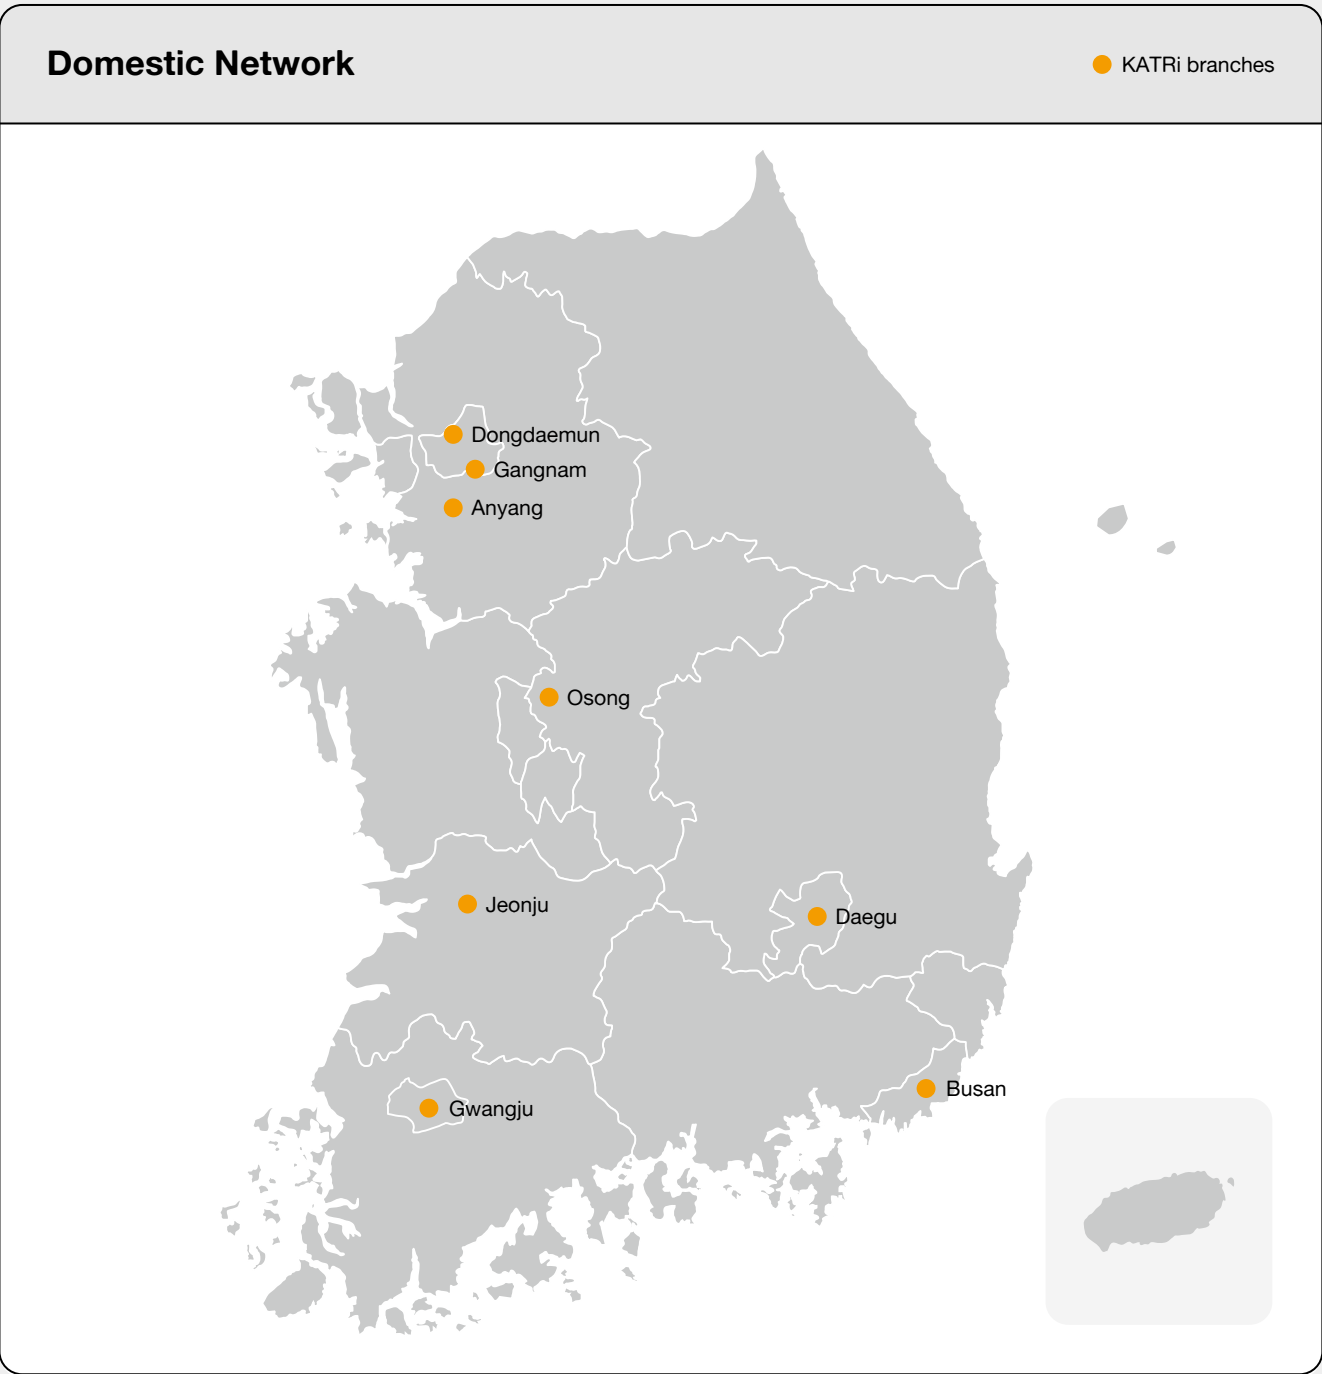 Domestic Network
KATRi branches
Dongdaemun
Gangnam
Anyang
Osong
Jeonju
Daegu
Busan
Gwangju